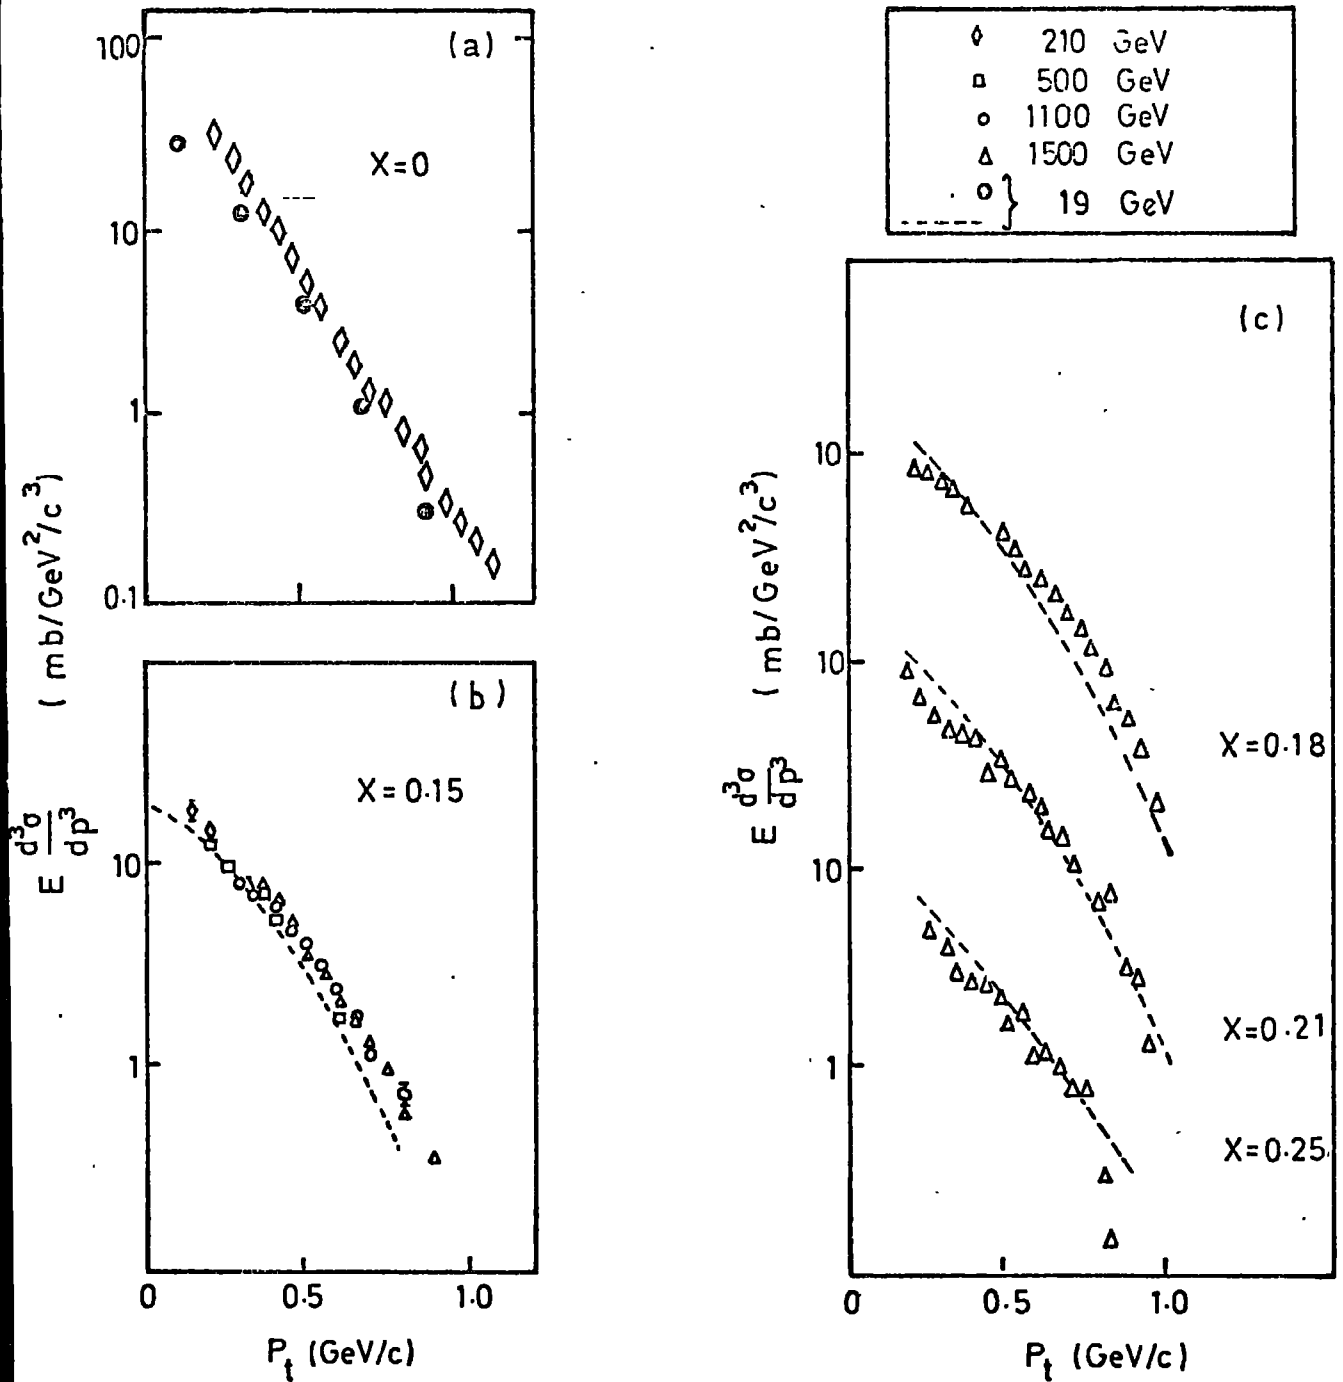 (a)
100
10
1
0.1
X=0
210 GeV
500 GeV
1100 GeV
1500 GeV
} 19 GeV
(b)
X=0.15
10
1
0 0.5 1.0
P_t (GeV/c)
E d³σ/dp³ (mb/GeV²/c³)
(c)
10
10
10
1
X=0.18
X=0.21
X=0.25
0 0.5 1.0
P_t (GeV/c)
E d³σ/dp³ (mb/GeV²/c³)